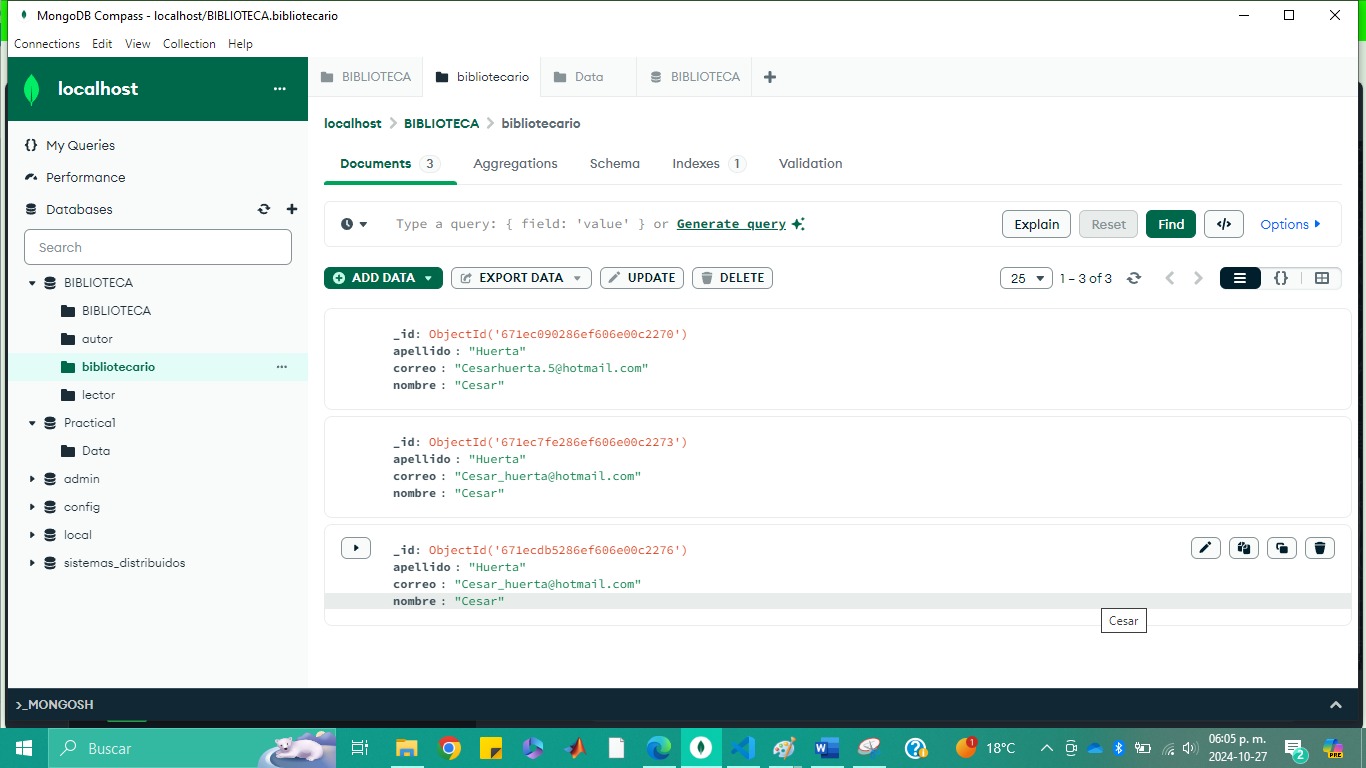 MongoDB Compass - localhost/BIBLIOTECA.bibliotecario
Connections Edit View Collection Help
localhost
My Queries
Performance
Databases
Search
BIBLIOTECA
BIBLIOTECA
autor
bibliotecario
lector
Practica1
Data
admin
config
local
sistemas_distribuidos
BIBLIOTECA bibliotecario Data BIBLIOTECA
localhost > BIBLIOTECA > bibliotecario
Documents 3 Aggregations Schema Indexes 1 Validation
Type a query: { field: 'value' } or Generate query
Explain Reset Find </> Options
ADD DATA EXPORT DATA UPDATE DELETE
25 1 – 3 of 3 {}
_id: ObjectId('671ec090286ef606e00c2270')
apellido : "Huerta"
correo : "Cesarhuerta.5@hotmail.com"
nombre : "Cesar"
_id: ObjectId('671ec7fe286ef606e00c2273')
apellido : "Huerta"
correo : "Cesar_huerta@hotmail.com"
nombre : "Cesar"
_id: ObjectId('671ecdb5286ef606e00c2276')
apellido : "Huerta"
correo : "Cesar_huerta@hotmail.com"
nombre : "Cesar"
Cesar
>_MONGOSH
Buscar
1 18°C
06:05 p. m.
2024-10-27
2
PRE